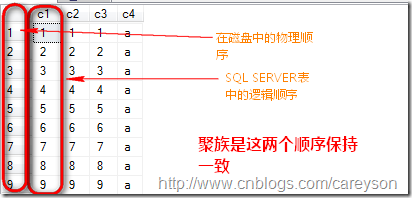 c1 c2 c3 c4
1 1 1 1 a
2 2 2 2 a
3 3 3 3 a
4 4 4 4 a
5 5 5 5 a
6 6 6 6 a
7 7 7 7 a
8 8 8 8 a
9 9 9 9 a
在磁盘中的物理顺
序
SQL SERVER表
中的逻辑顺序
聚族是这两个顺序保持
一致
http://www.cnblogs.com/careyson